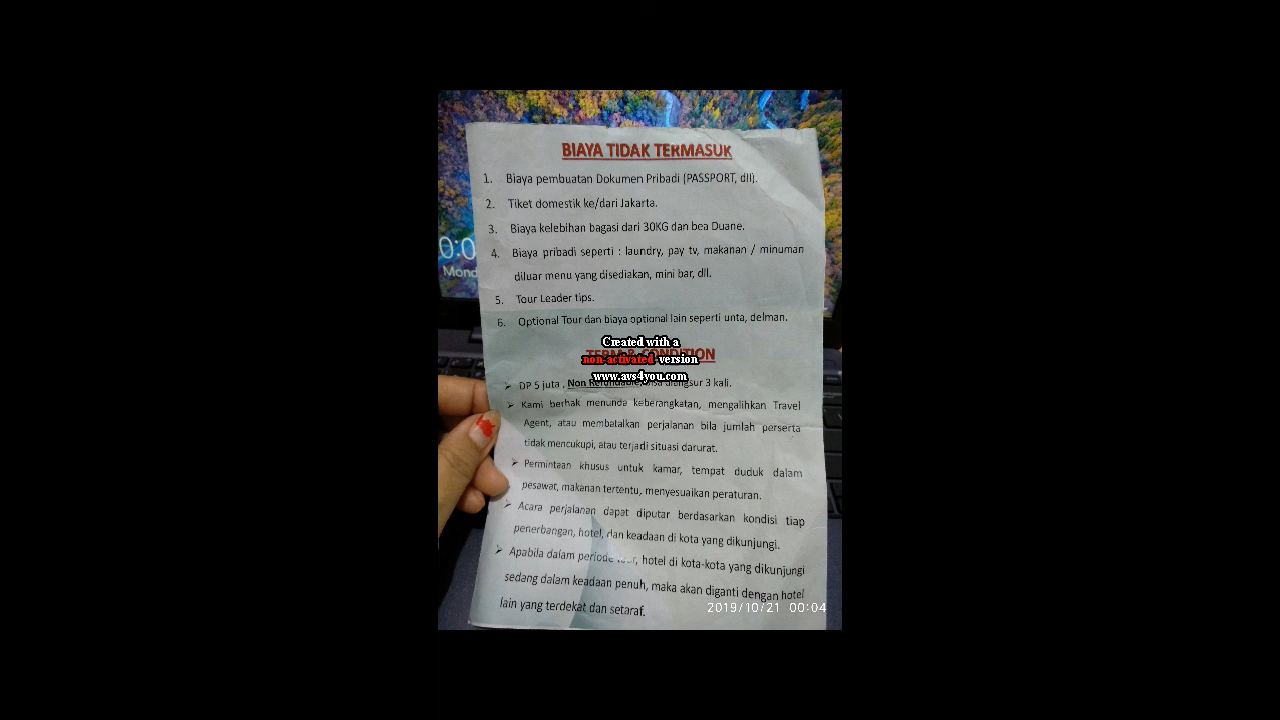 BIAYA TIDAK TERMASUK
1. Biaya pembuatan Dokumen Pribadi (PASSPORT, dll).
2. Tiket domestik ke/dari Jakarta.
3. Biaya kelebihan bagasi dari 30KG dan bea Duane.
4. Biaya pribadi seperti : laundry, pay tv, makanan / minuman
diluar menu yang disediakan, mini bar, dll.
5. Tour Leader tips.
6. Optional Tour dan biaya optional lain seperti unta, delman.
Created with a
non-activated version
www.avs4you.com
CONDITION
➢ DP 5 juta , Non Refundable, diangsur 3 kali.
➢ Kami berhak menunda keberangkatan, mengalihkan Travel
Agent, atau membatalkan perjalanan bila jumlah perserta
tidak mencukupi, atau terjadi situasi darurat.
➢ Permintaan khusus untuk kamar, tempat duduk dalam
pesawat, makanan tertentu, menyesuaikan peraturan.
➢ Acara perjalanan dapat diputar berdasarkan kondisi tiap
penerbangan, hotel, dan keadaan di kota yang dikunjungi.
➢ Apabila dalam periode hotel di kota-kota yang dikunjungi
sedang dalam keadaan penuh, maka akan diganti dengan hotel
lain yang terdekat dan setaraf.
2019/10/21 00:04